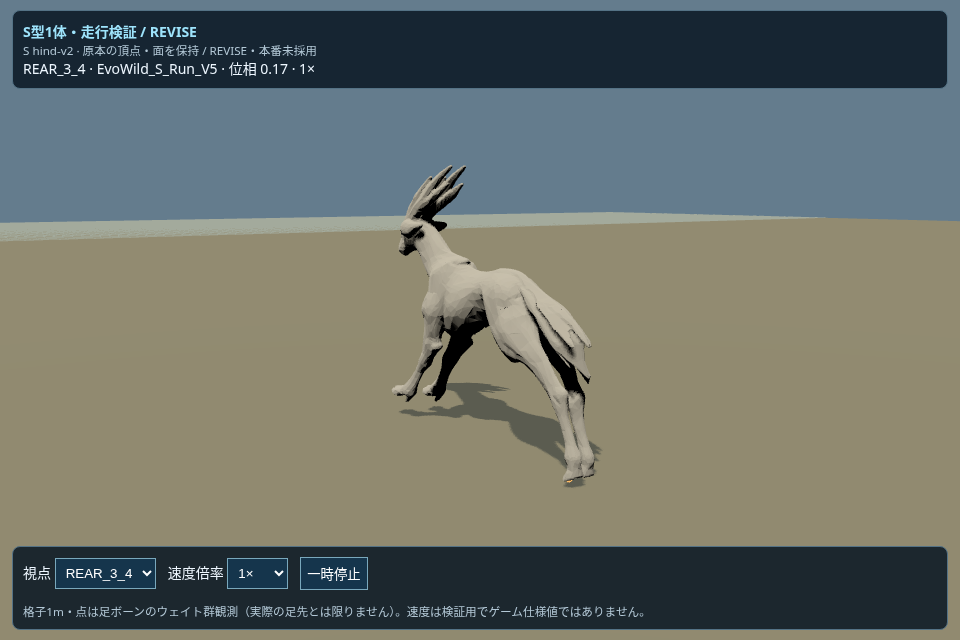 S型1体・走行検証 / REVISE
S hind-v2 · 原本の頂点・面を保持 / REVISE・本番未採用
REAR_3_4 · EvoWild_S_Run_V5 · 位相 0.17 · 1×
視点 REAR_3_4 速度倍率 1× 一時停止
格子1m・点は足ボーンのウェイト群観測（実際の足先とは限りません）。速度は検証用でゲーム仕様値ではありません。